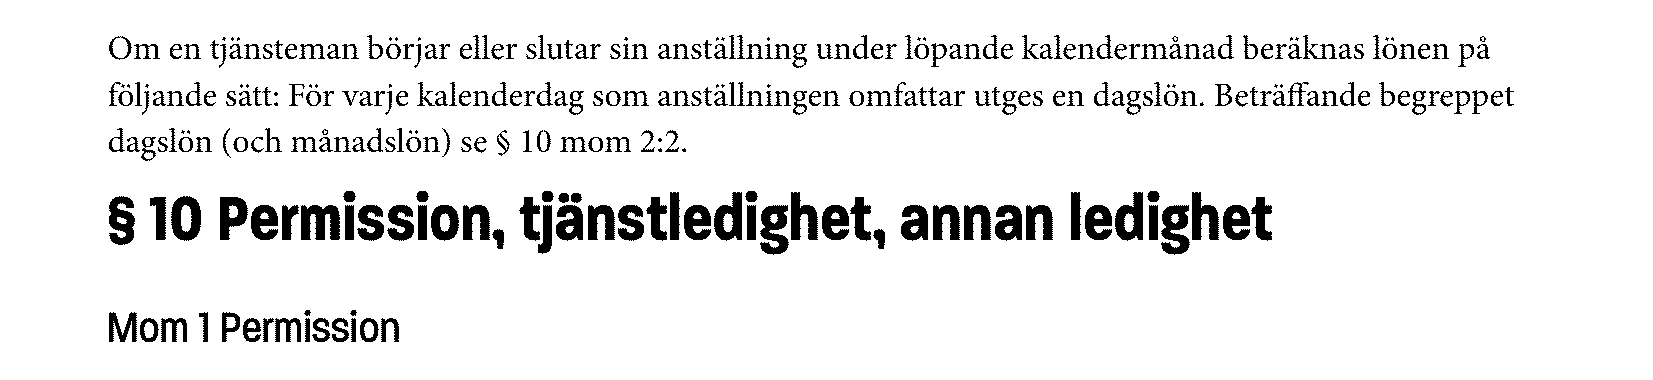 Om en tjänsteman börjar eller slutar sin anställning under löpande kalendermånad beräknas lönen på
följande sätt: För varje kalenderdag som anställningen omfattar utges en dagslön. Beträffande begreppet
dagslön (och månadslön) se § 10 mom 2:2.
§ 10 Permission, tjänstledighet, annan ledighet
Mom 1 Permission